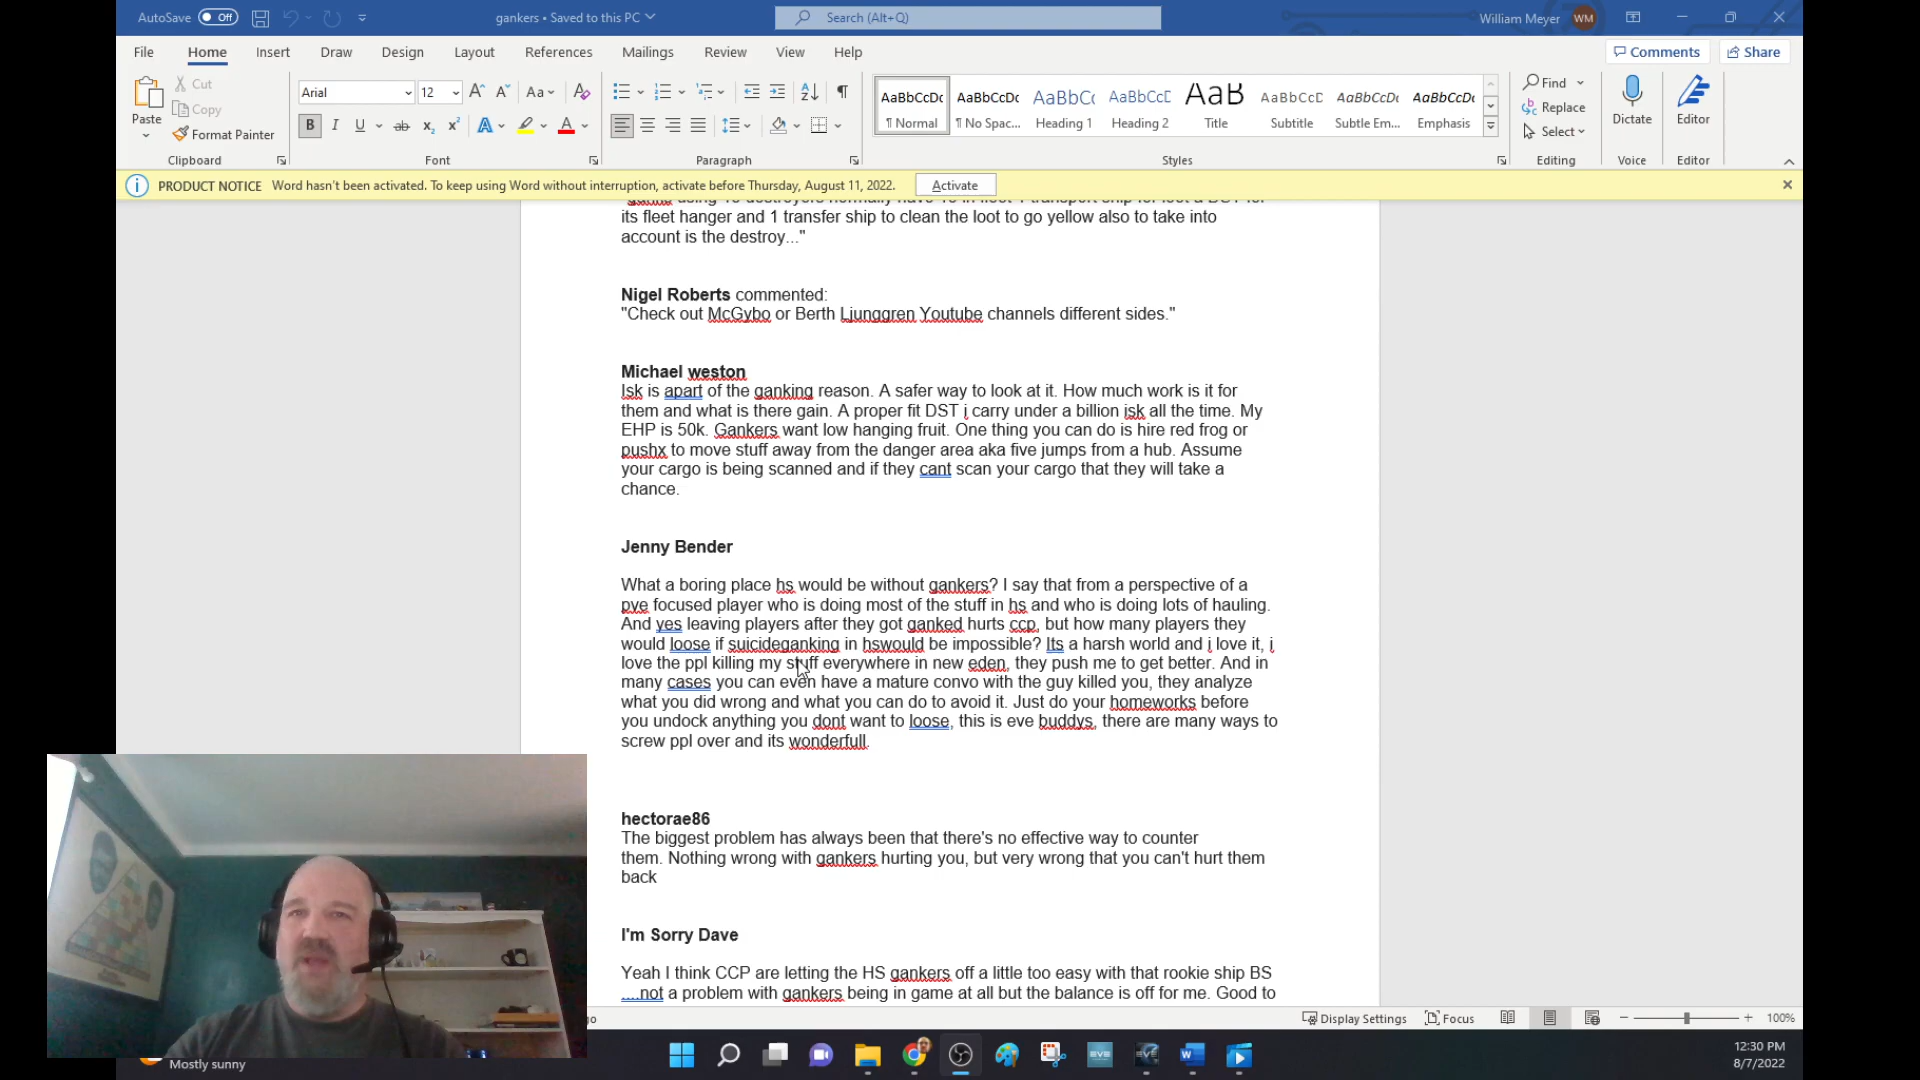 AutoSave Off
gankers • Saved to this PC
Search (Alt+Q)
William Meyer WM
File Home Insert Draw Design Layout References Mailings Review View Help
Comments Share
Paste
Cut
Copy
Format Painter
Clipboard
Arial 12
Font
Paragraph
AaBbCcDc AaBbCcDc AaBbCc AaBbCcD AaB AaBbCcD AaBbCcDc AaBbCcDc
¶ Normal ¶ No Spac... Heading 1 Heading 2 Title Subtitle Subtle Em... Emphasis
Styles
Find
Replace
Select
Editing
Dictate
Voice
Editor
Editor
PRODUCT NOTICE Word hasn't been activated. To keep using Word without interruption, activate before Thursday, August 11, 2022. Activate
its fleet hanger and 1 transfer ship to clean the loot to go yellow also to take into
account is the destroy..."
Nigel Roberts commented:
"Check out McGybo or Berth Ljunggren Youtube channels different sides."
Michael weston
Isk is apart of the ganking reason. A safer way to look at it. How much work is it for
them and what is there gain. A proper fit DST i carry under a billion isk all the time. My
EHP is 50k. Gankers want low hanging fruit. One thing you can do is hire red frog or
pushx to move stuff away from the danger area aka five jumps from a hub. Assume
your cargo is being scanned and if they cant scan your cargo that they will take a
chance.
Jenny Bender
What a boring place hs would be without gankers? I say that from a perspective of a
pve focused player who is doing most of the stuff in hs and who is doing lots of hauling.
And yes leaving players after they got ganked hurts ccp, but how many players they
would loose if suicideganking in hswould be impossible? Its a harsh world and i love it, i
love the ppl killing my stuff everywhere in new eden, they push me to get better. And in
many cases you can even have a mature convo with the guy killed you, they analyze
what you did wrong and what you can do to avoid it. Just do your homeworks before
you undock anything you dont want to loose, this is eve buddys, there are many ways to
screw ppl over and its wonderfull.
hectorae86
The biggest problem has always been that there's no effective way to counter
them. Nothing wrong with gankers hurting you, but very wrong that you can't hurt them
back
I'm Sorry Dave
Yeah I think CCP are letting the HS gankers off a little too easy with that rookie ship BS
....not a problem with gankers being in game at all but the balance is off for me. Good to
Display Settings Focus 100%
Mostly sunny
12:30 PM
8/7/2022